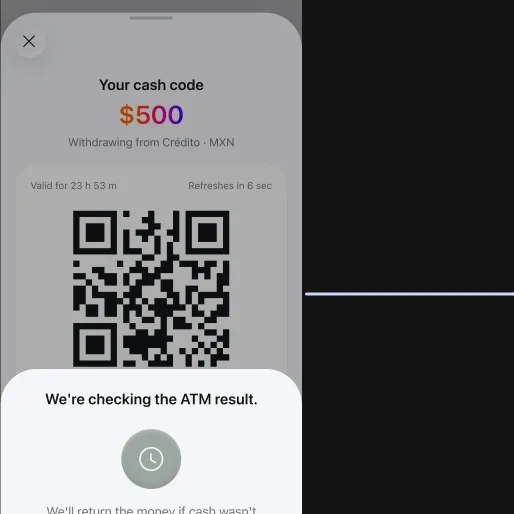 Your cash code
$500
Withdrawing from Crédito · MXN
Valid for 23 h 53 m
Refreshes in 6 sec
We're checking the ATM result.
We'll return the money if cash wasn't